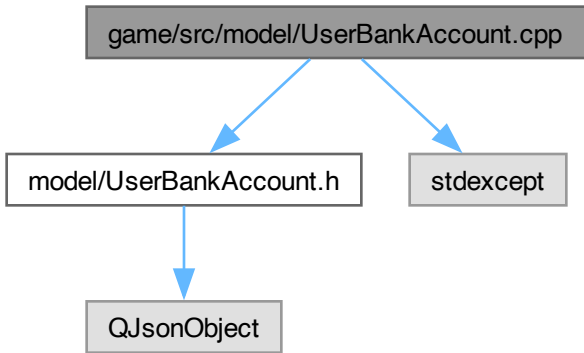 game/src/model/UserBankAccount.cpp
model/UserBankAccount.h
stdexcept
QJsonObject